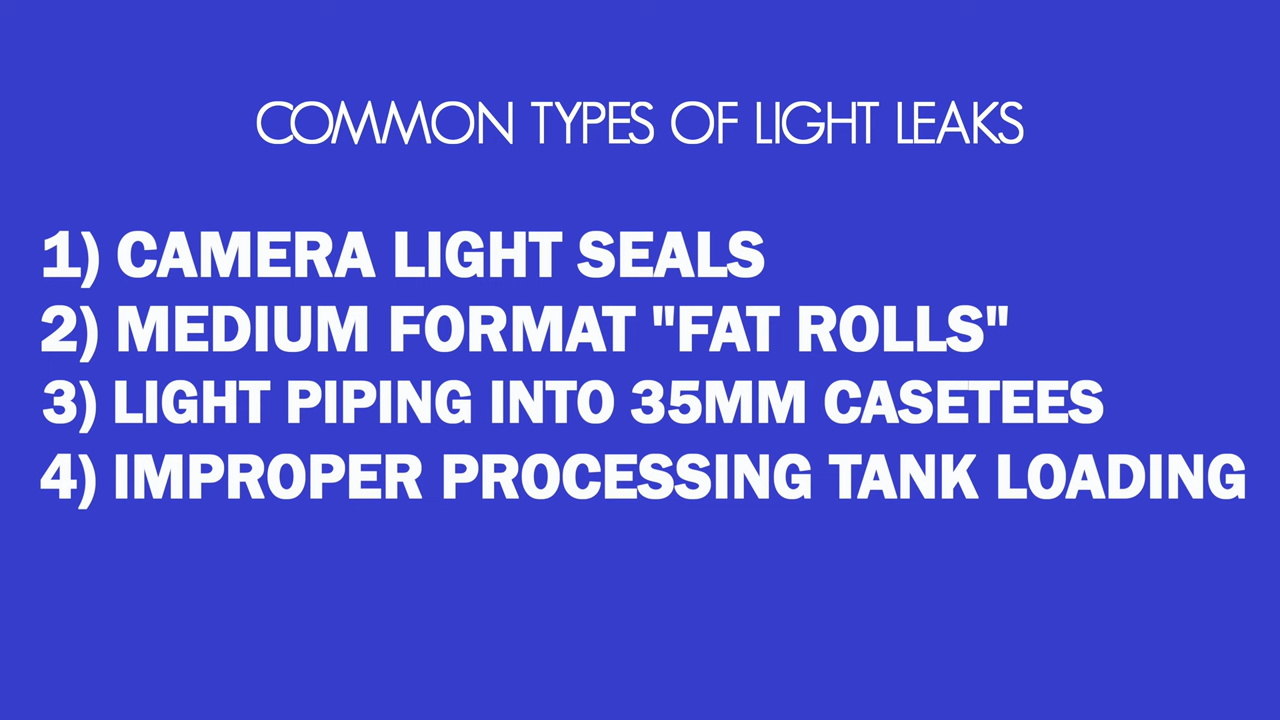 COMMON TYPES OF LIGHT LEAKS
1) CAMERA LIGHT SEALS
2) MEDIUM FORMAT "FAT ROLLS"
3) LIGHT PIPING INTO 35MM CASETEES
4) IMPROPER PROCESSING TANK LOADING